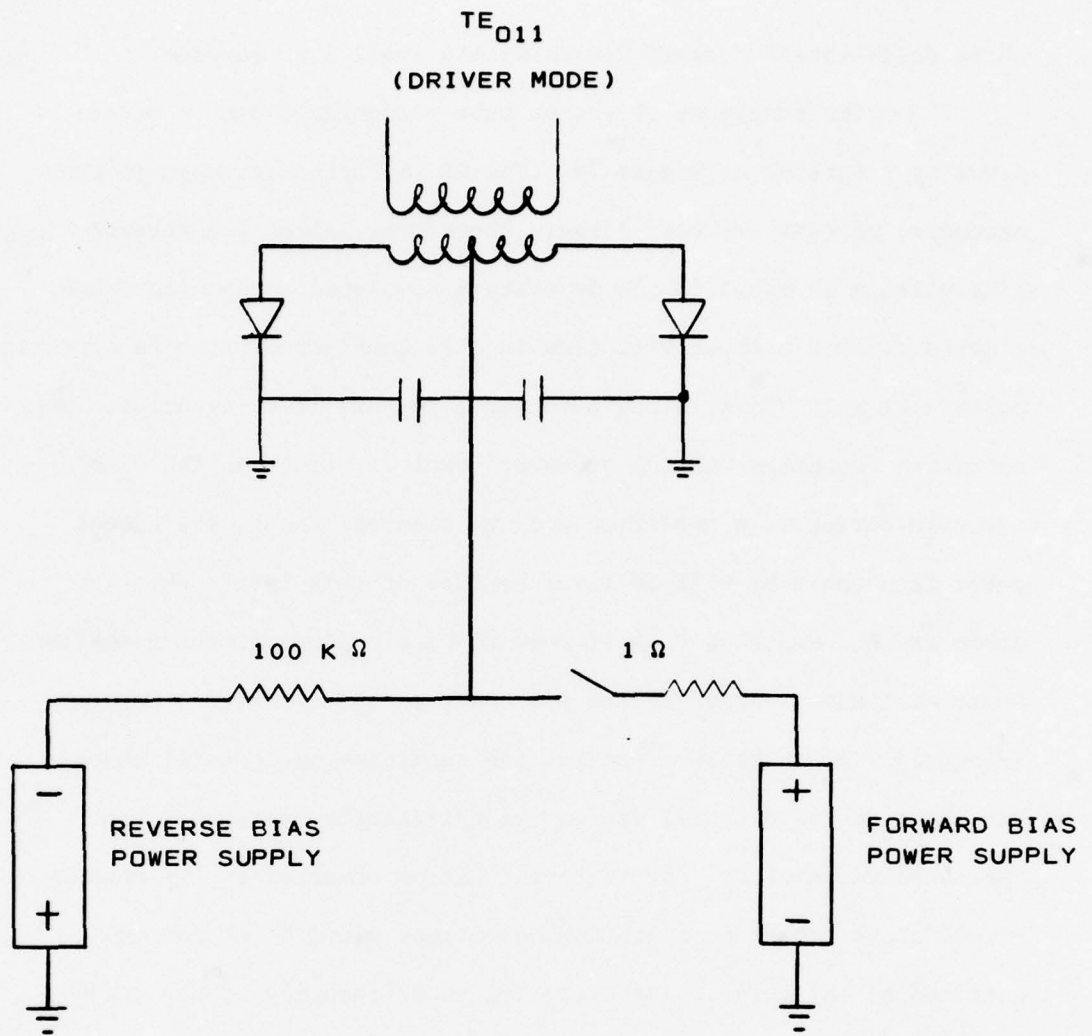 TE011
(DRIVER MODE)
100 K Ω
1 Ω
−
REVERSE BIAS
POWER SUPPLY
+
+
FORWARD BIAS
POWER SUPPLY
−